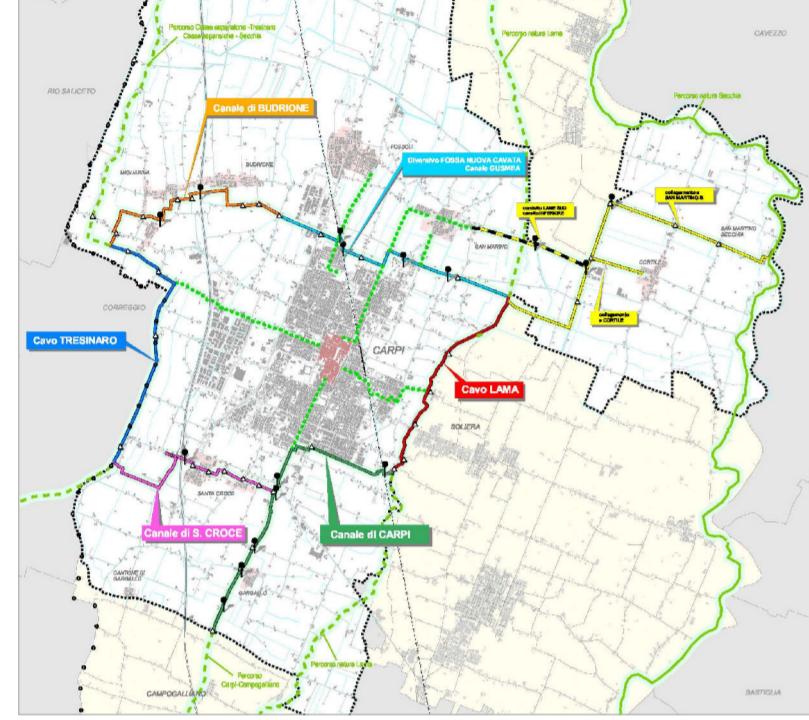 Percorso Casse espansione -Tresinaro
Casse espansione - Secchia
Percorso natura Lama
CAVEZZO
RIO SALICETO
Percorso natura Secchia
Canale di BUDRIONE
FOSSOLI
BUDRIONE
MIGLIARINA
Diversivo FOSSA NUOVA CAVATA
Canale GUSMEA
collegamento a
SAN MARTINO S.
SAN MARINO
SAN MARTINO
SECCHIA
CORTILE
CORREGGIO
collegamento
a CORTILE
Cavo TRESINARO
CARPI
Cavo LAMA
SOLIERA
SANTA CROCE
Canale di S. CROCE
Canale di CARPI
CANTONE DI
GARGALLO
GARGALLO
Percorso natura Lama
Percorso
Carpi-Campogalliano
CAMPOGALLIANO
BASTIGLIA